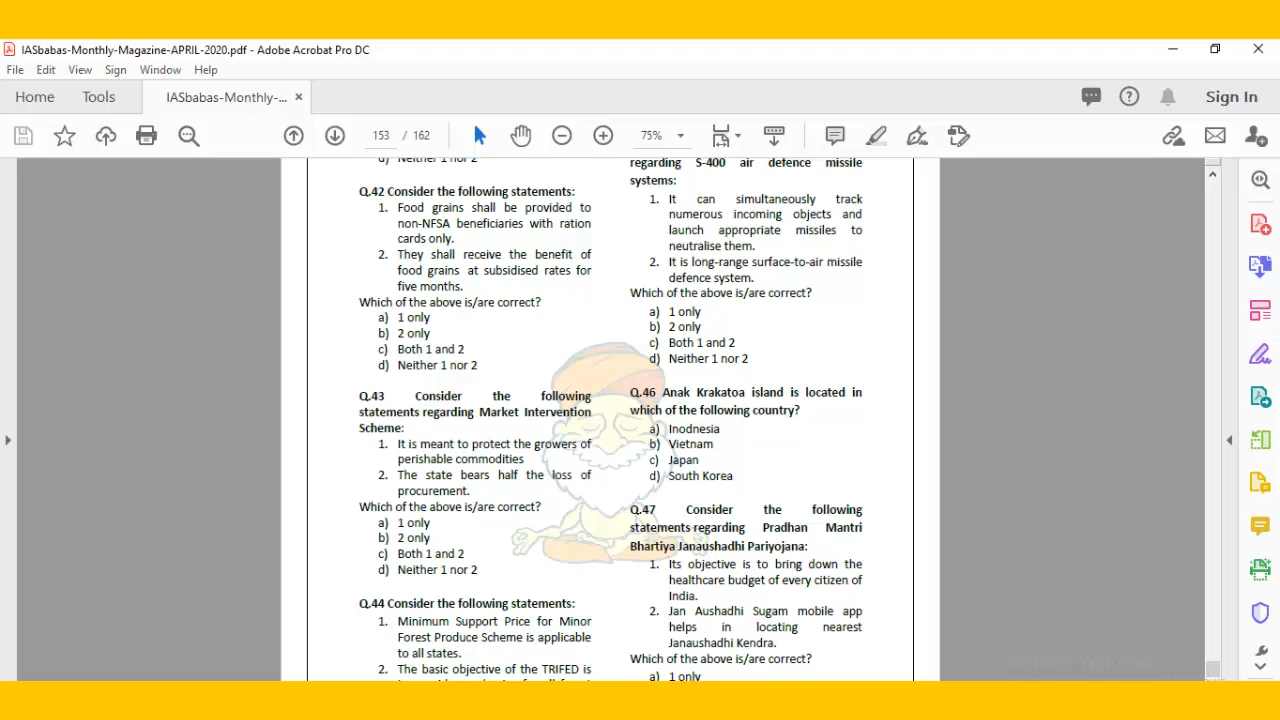 IASbabas-Monthly-Magazine-APRIL-2020.pdf - Adobe Acrobat Pro DC
File Edit View Sign Window Help
Home Tools IASbabas-Monthly-... ×
Sign In
153 / 162
75%
d) Neither 1 nor 2
Q.42 Consider the following statements:
1. Food grains shall be provided to
non-NFSA beneficiaries with ration
cards only.
2. They shall receive the benefit of
food grains at subsidised rates for
five months.
Which of the above is/are correct?
a) 1 only
b) 2 only
c) Both 1 and 2
d) Neither 1 nor 2
Q.43 Consider the following
statements regarding Market Intervention
Scheme:
1. It is meant to protect the growers of
perishable commodities
2. The state bears half the loss of
procurement.
Which of the above is/are correct?
a) 1 only
b) 2 only
c) Both 1 and 2
d) Neither 1 nor 2
Q.44 Consider the following statements:
1. Minimum Support Price for Minor
Forest Produce Scheme is applicable
to all states.
2. The basic objective of the TRIFED is
regarding S-400 air defence missile
systems:
1. It can simultaneously track
numerous incoming objects and
launch appropriate missiles to
neutralise them.
2. It is long-range surface-to-air missile
defence system.
Which of the above is/are correct?
a) 1 only
b) 2 only
c) Both 1 and 2
d) Neither 1 nor 2
Q.46 Anak Krakatoa island is located in
which of the following country?
a) Inodnesia
b) Vietnam
c) Japan
d) South Korea
Q.47 Consider the following
statements regarding Pradhan Mantri
Bhartiya Janaushadhi Pariyojana:
1. Its objective is to bring down the
healthcare budget of every citizen of
India.
2. Jan Aushadhi Sugam mobile app
helps in locating nearest
Janaushadhi Kendra.
Which of the above is/are correct?
a) 1 only